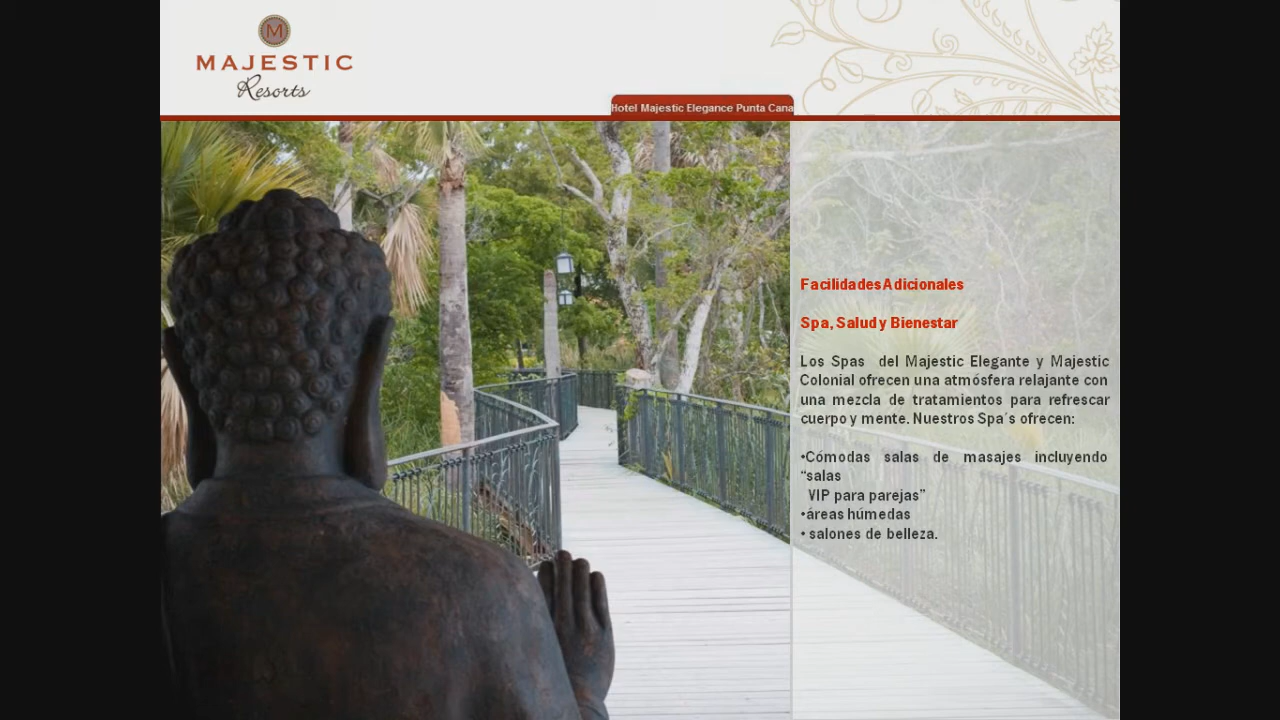 M
MAJESTIC
Resorts
Hotel Majestic Elegance Punta Cana
Facilidades Adicionales
Spa, Salud y Bienestar
Los Spas del Majestic Elegante y Majestic
Colonial ofrecen una atmósfera relajante con
una mezcla de tratamientos para refrescar
cuerpo y mente. Nuestros Spa´s ofrecen:
•Cómodas salas de masajes incluyendo
“salas
VIP para parejas”
•áreas húmedas
• salones de belleza.